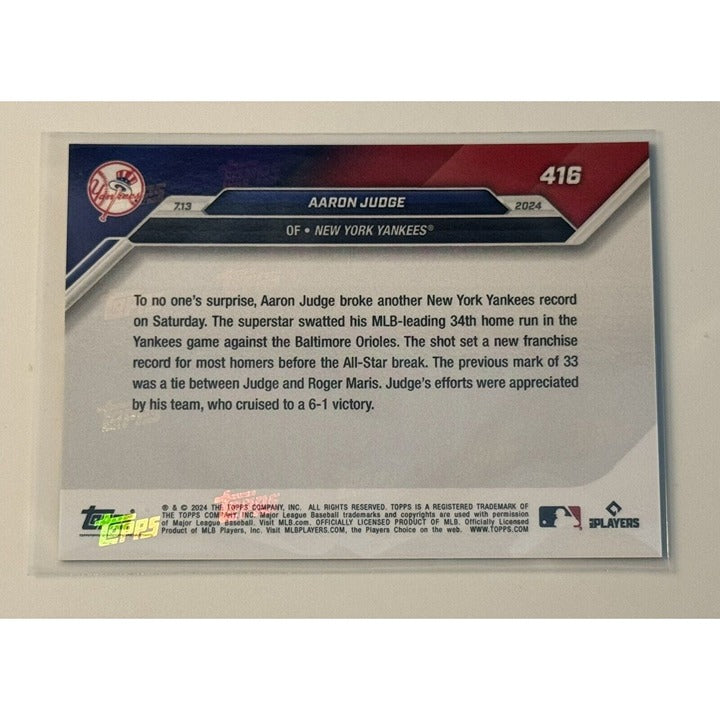 Yankees
416
AARON JUDGE
7.13
2024
OF • NEW YORK YANKEES®
To no one's surprise, Aaron Judge broke another New York Yankees record
on Saturday. The superstar swatted his MLB-leading 34th home run in the
Yankees game against the Baltimore Orioles. The shot set a new franchise
record for most homers before the All-Star break. The previous mark of 33
was a tie between Judge and Roger Maris. Judge's efforts were appreciated
by his team, who cruised to a 6-1 victory.
Topps
TOPPS
TOPPS
® & © 2024 THE TOPPS COMPANY, INC. ALL RIGHTS RESERVED. TOPPS IS A REGISTERED TRADEMARK OF
THE TOPPS COMPANY, INC. Major League Baseball trademarks and copyrights are used with permission
of Major League Baseball. Visit MLB.com. OFFICIALLY LICENSED PRODUCT OF MLB. Officially Licensed
Product of MLB Players, Inc. Visit MLBPLAYERS.COM, the Players Choice on the web. WWW.TOPPS.COM
MLB PLAYERS